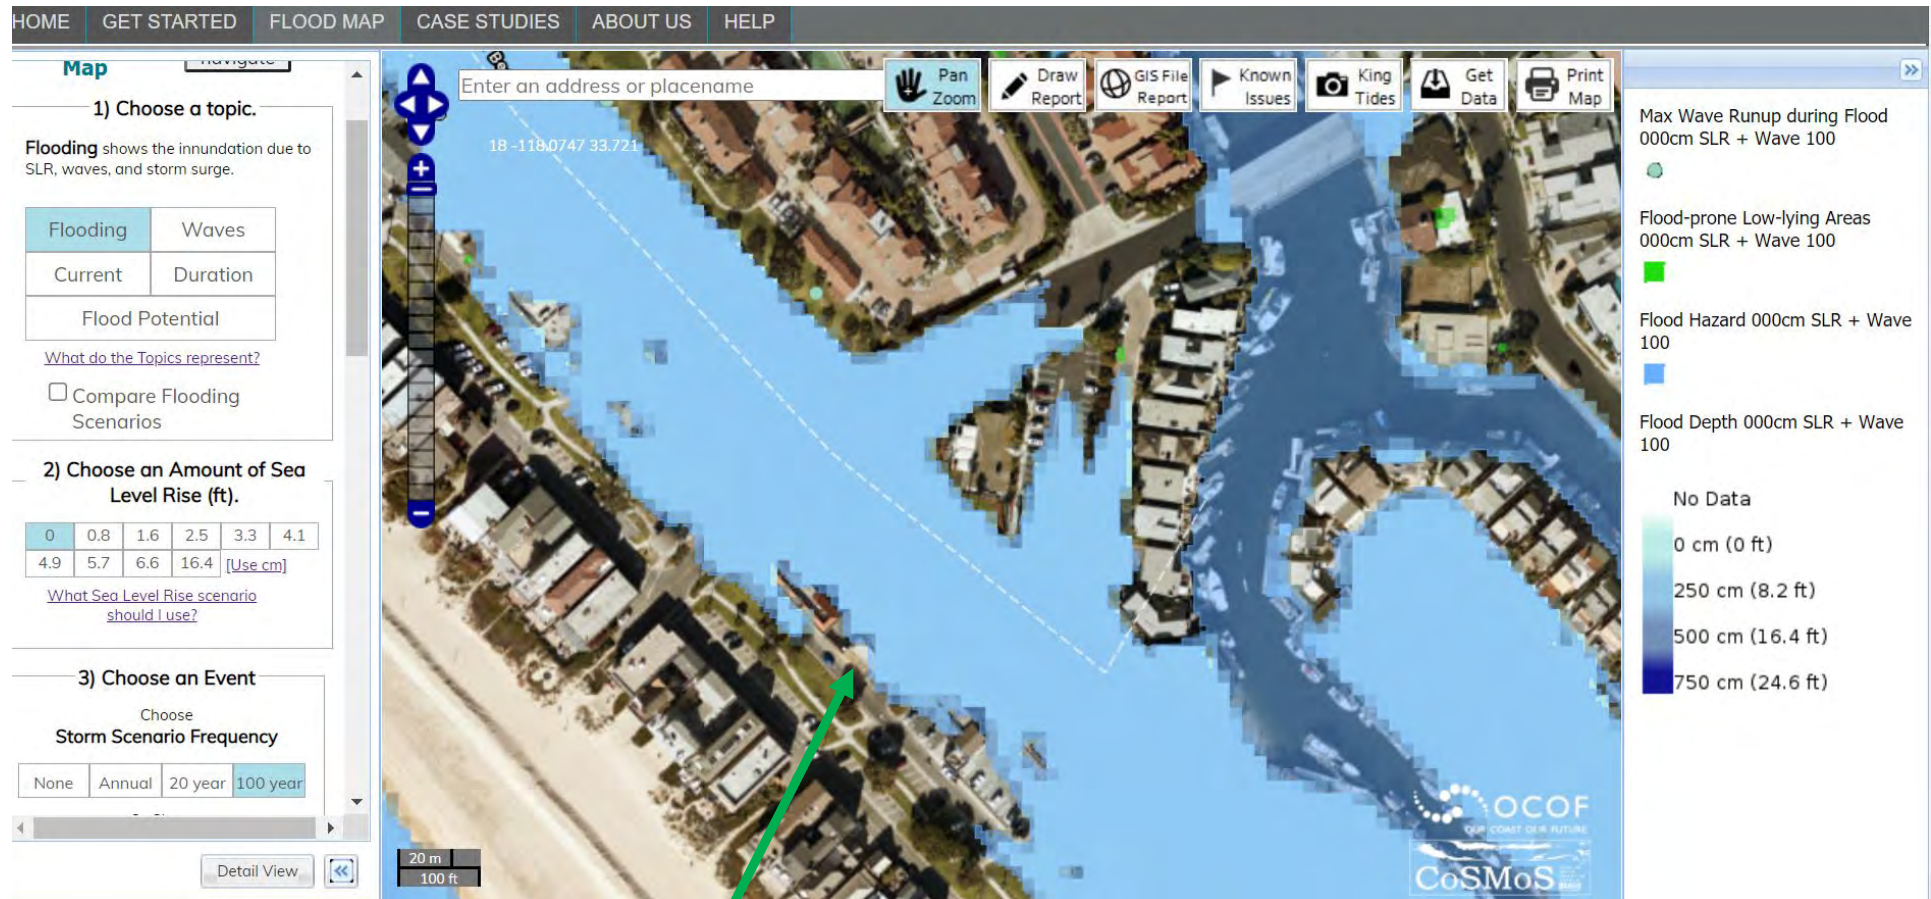 HOME GET STARTED FLOOD MAP CASE STUDIES ABOUT US HELP
Map
navigate
1) Choose a topic.
Flooding shows the innundation due to
SLR, waves, and storm surge.
Flooding Waves
Current Duration
Flood Potential
What do the Topics represent?
Compare Flooding
Scenarios
2) Choose an Amount of Sea
Level Rise (ft).
0 0.8 1.6 2.5 3.3 4.1
4.9 5.7 6.6 16.4 [Use cm]
What Sea Level Rise scenario
should I use?
3) Choose an Event
Choose
Storm Scenario Frequency
None Annual 20 year 100 year
Detail View
Enter an address or placename
Pan
Zoom
Draw
Report
GIS File
Report
Known
Issues
King
Tides
Get
Data
Print
Map
18 -118.0747 33.721
20 m
100 ft
OCOF
OUR COAST OUR FUTURE
CoSMoS
Max Wave Runup during Flood
000cm SLR + Wave 100
Flood-prone Low-lying Areas
000cm SLR + Wave 100
Flood Hazard 000cm SLR + Wave
100
Flood Depth 000cm SLR + Wave
100
No Data
0 cm (0 ft)
250 cm (8.2 ft)
500 cm (16.4 ft)
750 cm (24.6 ft)